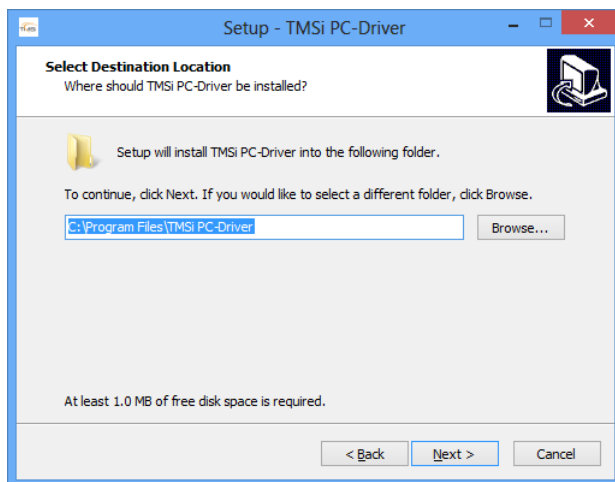 TMSi
Setup - TMSi PC-Driver
Select Destination Location
Where should TMSi PC-Driver be installed?
Setup will install TMSi PC-Driver into the following folder.
To continue, click Next. If you would like to select a different folder, click Browse.
C:\Program Files\TMSi PC-Driver
Browse...
At least 1.0 MB of free disk space is required.
< Back
Next >
Cancel